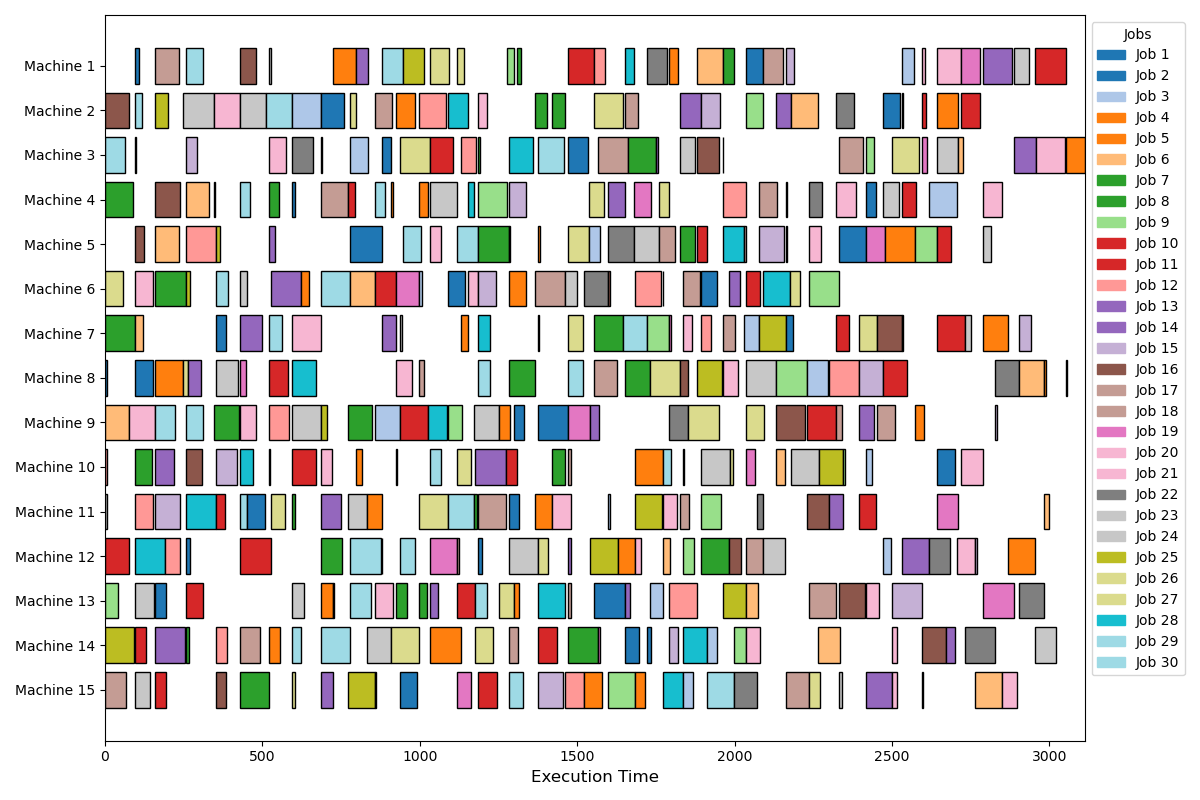 Machine 1
Machine 2
Machine 3
Machine 4
Machine 5
Machine 6
Machine 7
Machine 8
Machine 9
Machine 10
Machine 11
Machine 12
Machine 13
Machine 14
Machine 15
0 500 1000 1500 2000 2500 3000
Execution Time
Jobs
Job 1
Job 2
Job 3
Job 4
Job 5
Job 6
Job 7
Job 8
Job 9
Job 10
Job 11
Job 12
Job 13
Job 14
Job 15
Job 16
Job 17
Job 18
Job 19
Job 20
Job 21
Job 22
Job 23
Job 24
Job 25
Job 26
Job 27
Job 28
Job 29
Job 30